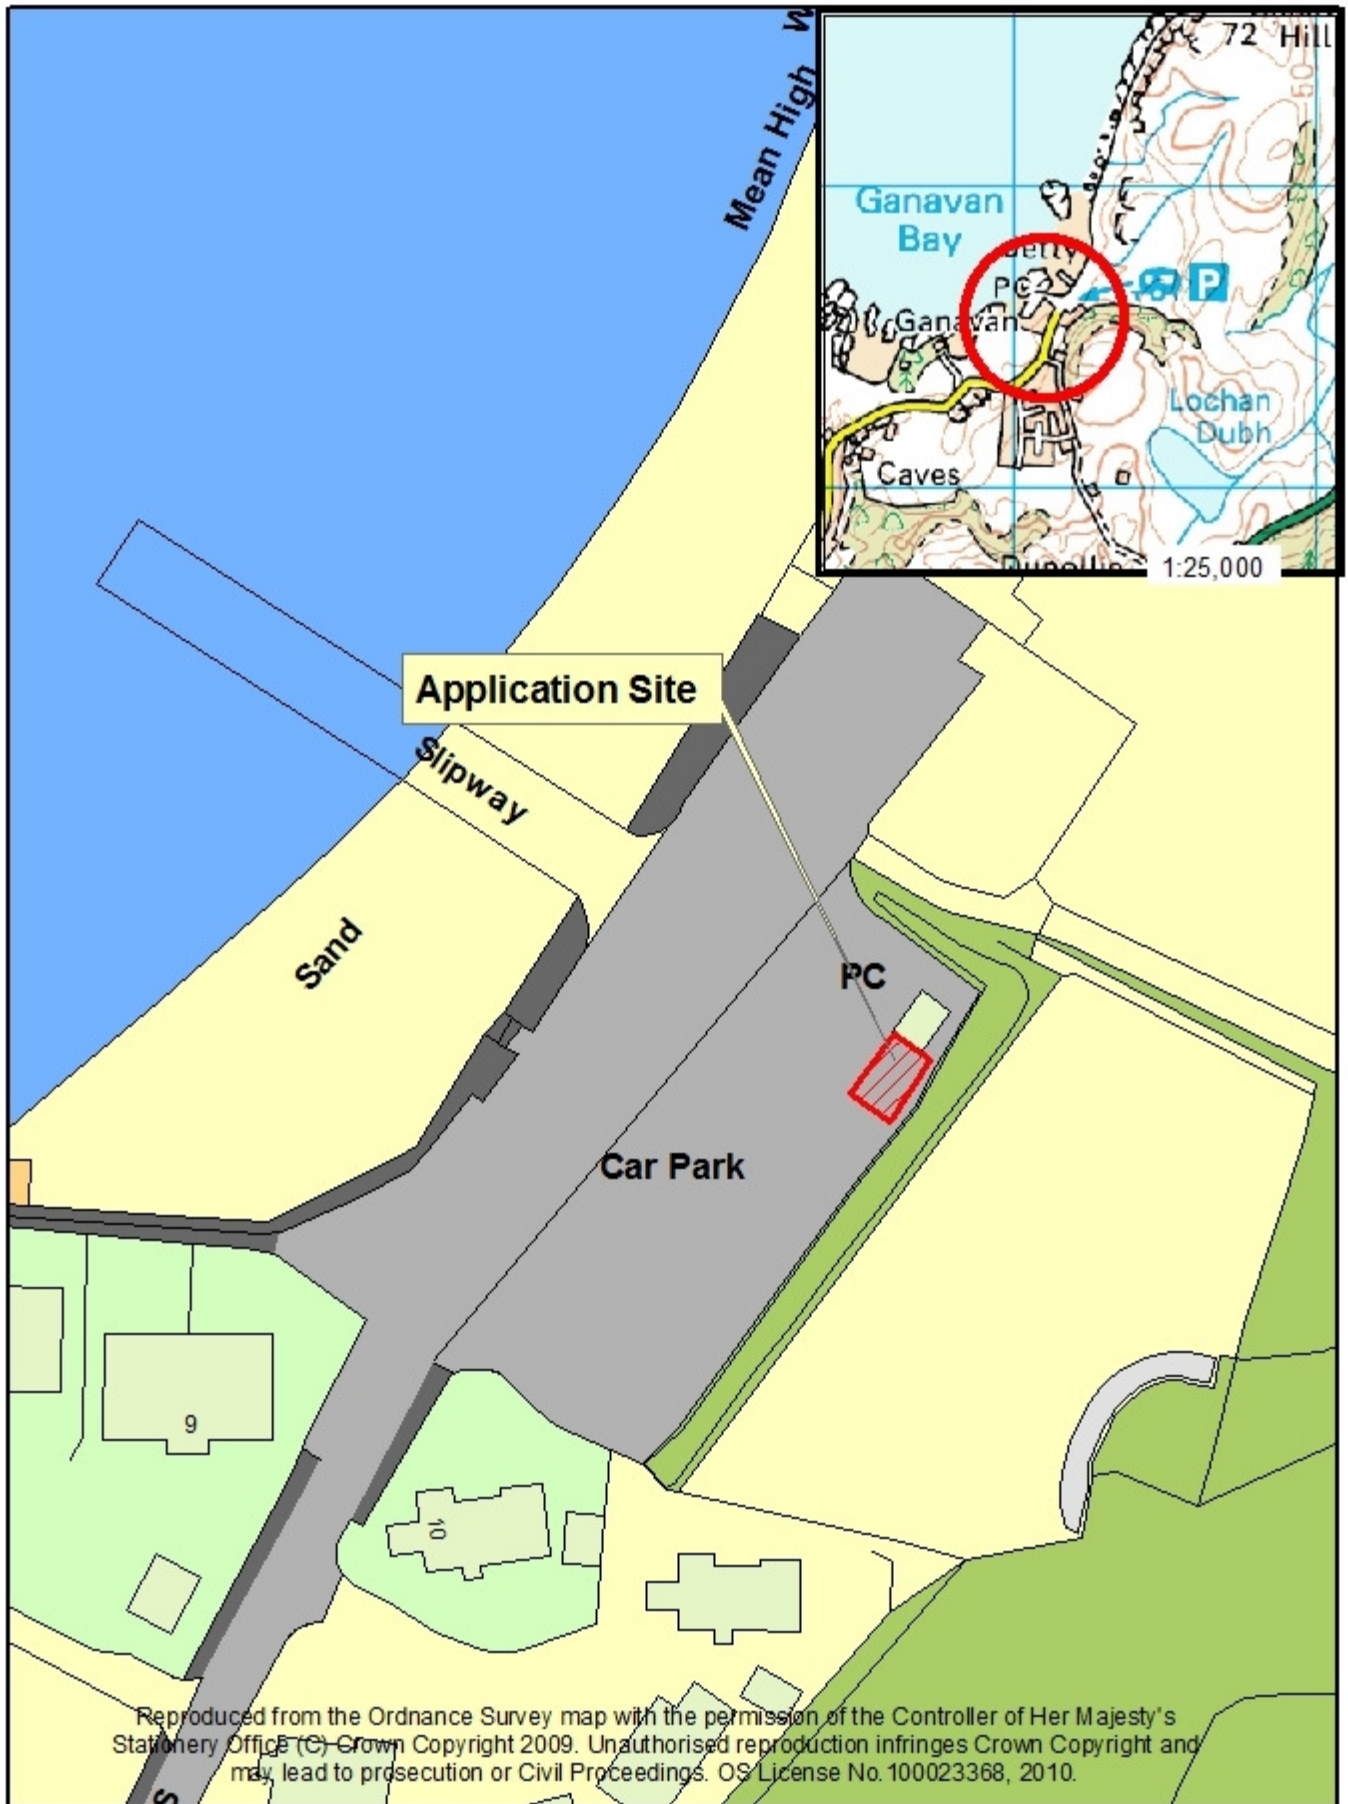 Mean High W
72 Hill
50
Ganavan
Bay
Jetty
PC
P
Ganavan
Lochan
Dubh
Caves
1:25,000
Application Site
Slipway
Sand
PC
Car Park
9
10
Reproduced from the Ordnance Survey map with the permission of the Controller of Her Majesty's
Stationery Office (C) Crown Copyright 2009. Unauthorised reproduction infringes Crown Copyright and
may lead to prosecution or Civil Proceedings. OS License No. 100023368, 2010.
S